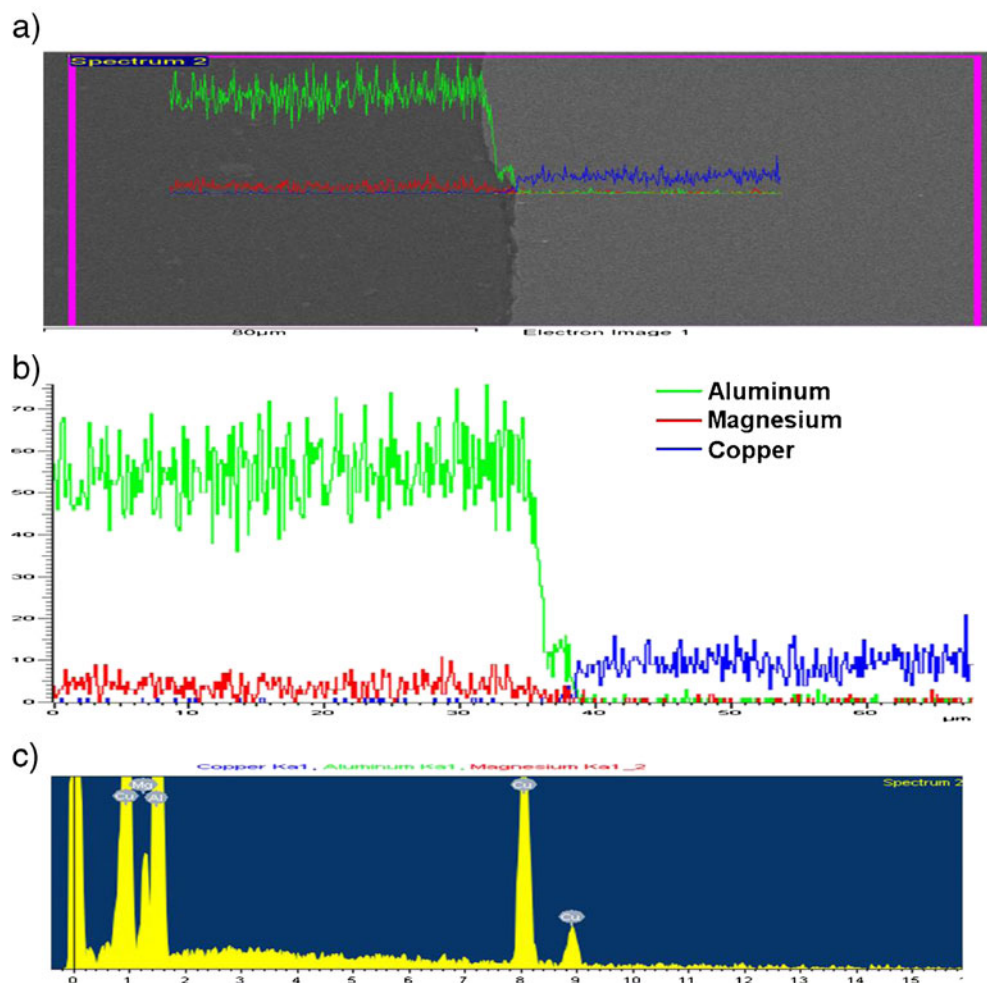 a)
Spectrum 2
80µm Electron Image 1
b)
Aluminum
Magnesium
Copper
70
60
50
40
30
20
10
0
0 10 20 30 40 50 60 µm
c)
Copper Ka1, Aluminum Ka1, Magnesium Ka1_2
Spectrum 2
Mg
Cu Al Cu
Cu
0 1 2 3 4 5 6 7 8 9 10 11 12 13 14 15